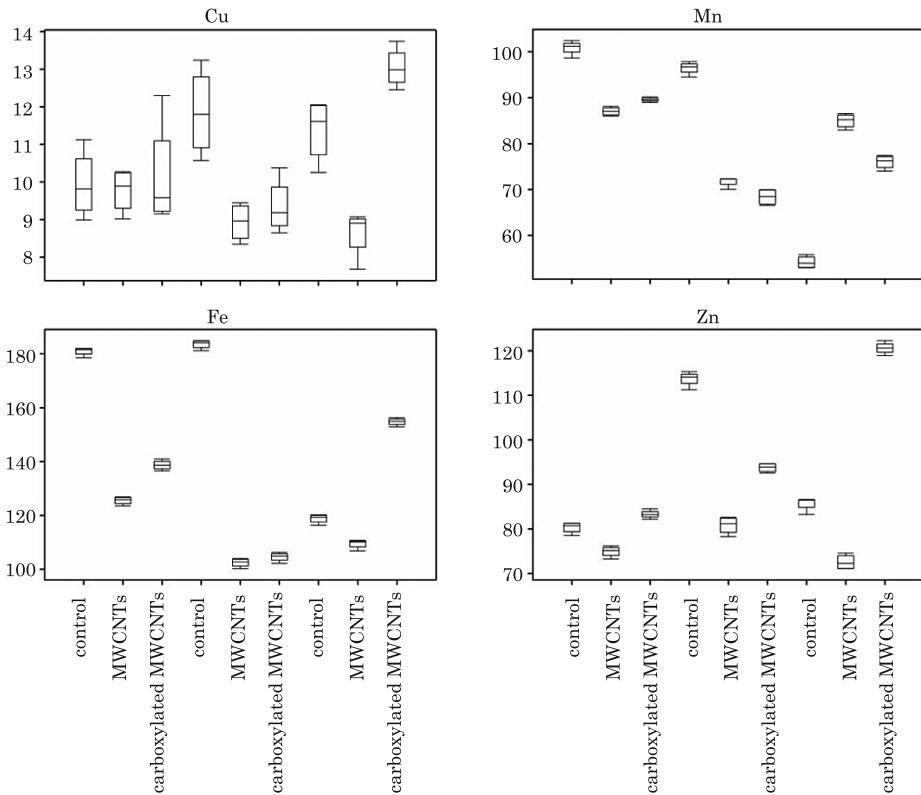 Cu
14
13
12
11
10
9
8
Mn
100
90
80
70
60
Fe
180
160
140
120
100
control
MWCNTs
carboxylated MWCNTs
control
MWCNTs
carboxylated MWCNTs
control
MWCNTs
carboxylated MWCNTs
Zn
120
110
100
90
80
70
control
MWCNTs
carboxylated MWCNTs
control
MWCNTs
carboxylated MWCNTs
control
MWCNTs
carboxylated MWCNTs